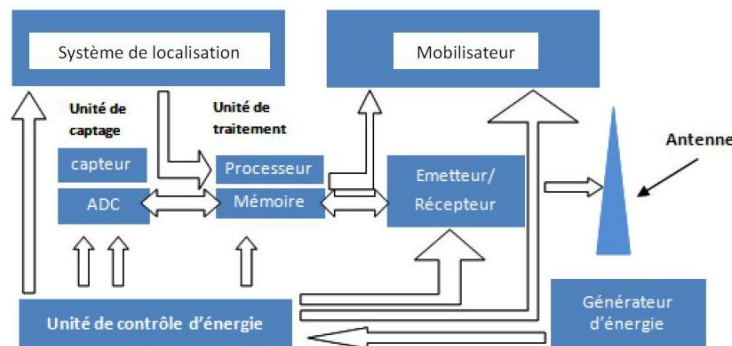 Système de localisation
Mobilisateur
Unité de
captage
Unité de
traitement
Antenne
capteur
Processeur
Emetteur/
Récepteur
ADC
Mémoire
Unité de contrôle d'énergie
Générateur
d'énergie